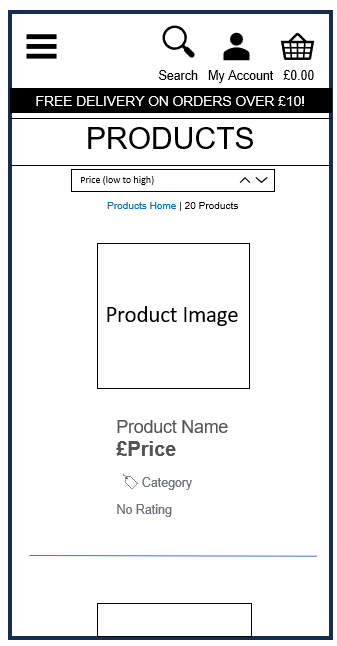 Search My Account £0.00
FREE DELIVERY ON ORDERS OVER £10!
PRODUCTS
Price (low to high)
Products Home | 20 Products
Product Image
Product Name
£Price
Category
No Rating